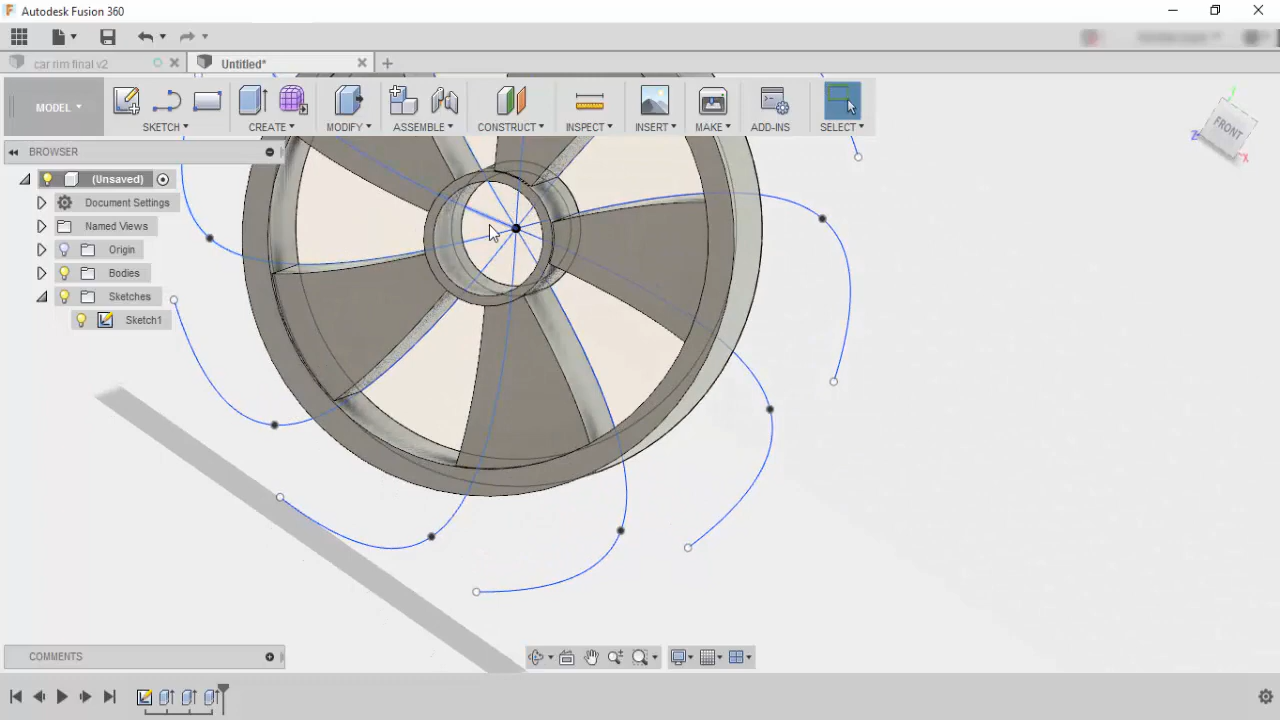 Autodesk Fusion 360
car rim final v2
Untitled*
MODEL
SKETCH
CREATE
MODIFY
ASSEMBLE
CONSTRUCT
INSPECT
INSERT
MAKE
ADD-INS
SELECT
FRONT
Z
X
BROWSER
(Unsaved)
Document Settings
Named Views
Origin
Bodies
Sketches
Sketch1
COMMENTS